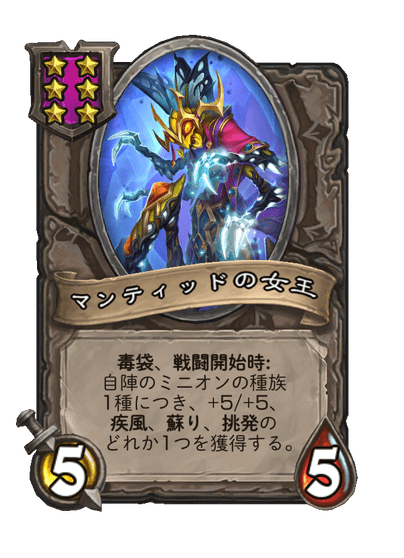 マンティッドの女王
毒袋、戦闘開始時:
自陣のミニオンの種族
1種につき、+5/+5、
疾風、蘇り、挑発の
どれか1つを獲得する。
5
5